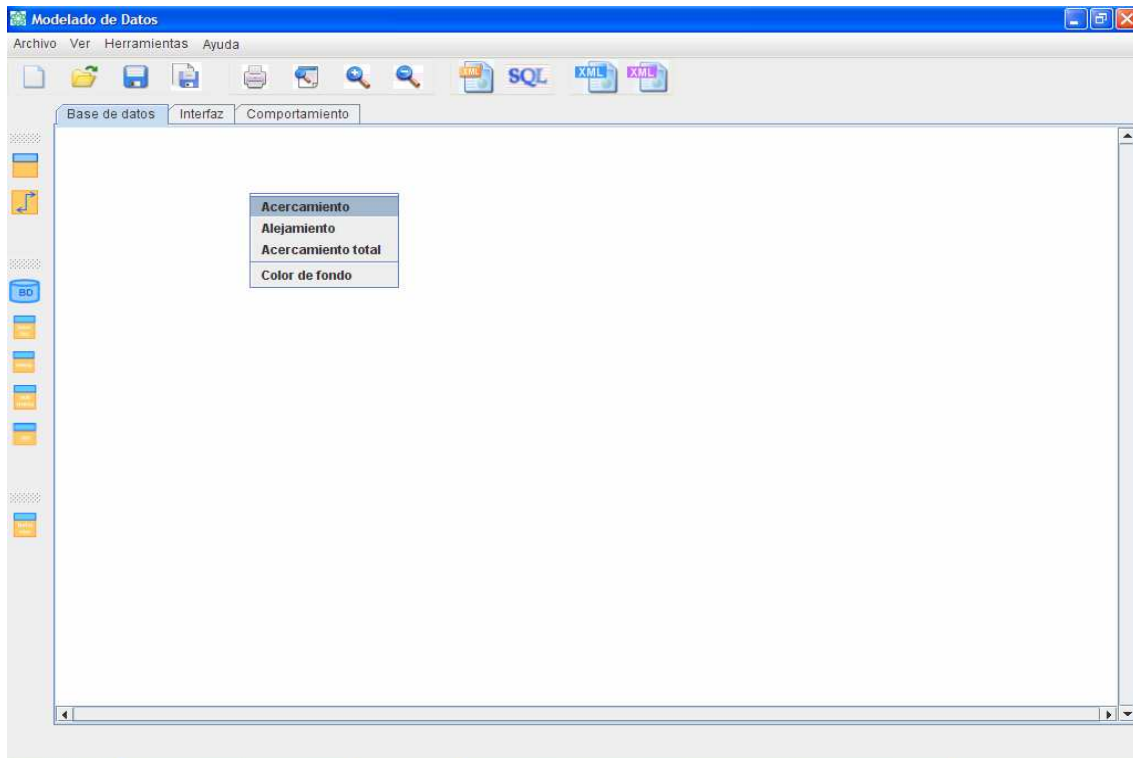 Modelado de Datos
Archivo Ver Herramientas Ayuda
XML SQL XML XML
Base de datos Interfaz Comportamiento
Acercamiento
Alejamiento
Acercamiento total
Color de fondo
BD